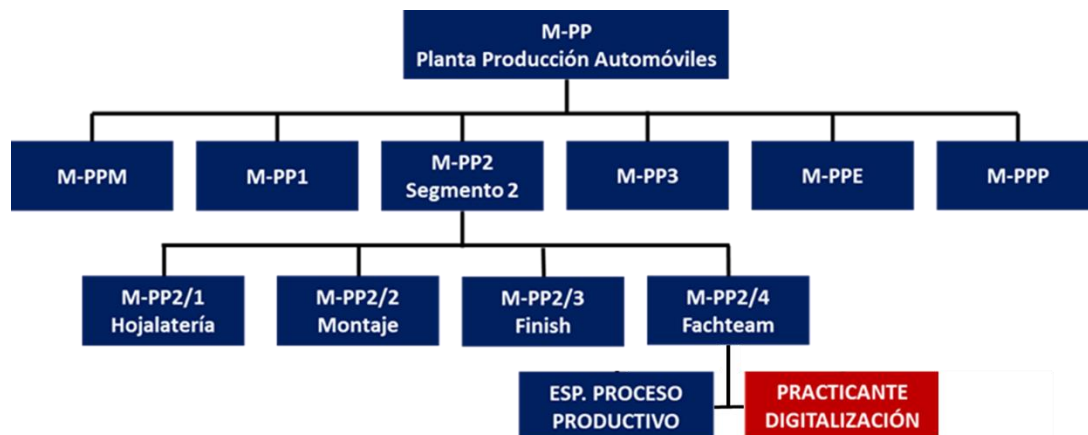 M-PP
Planta Producción Automóviles
M-PPM
M-PP1
M-PP2
Segmento 2
M-PP3
M-PPE
M-PPP
M-PP2/1
Hojalatería
M-PP2/2
Montaje
M-PP2/3
Finish
M-PP2/4
Fachteam
ESP. PROCESO
PRODUCTIVO
PRACTICANTE
DIGITALIZACIÓN